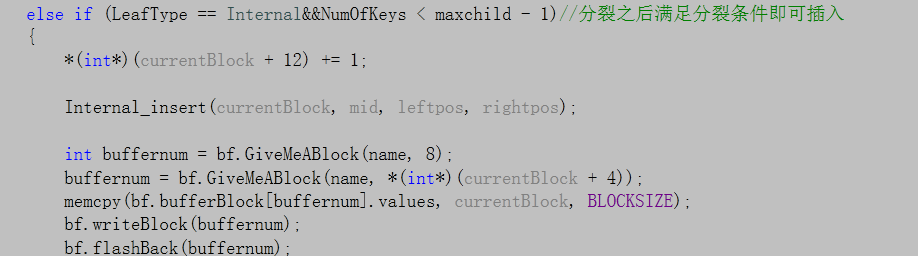 else if (LeafType == Internal&&NumOfKeys < maxchild - 1)//分裂之后满足分裂条件即可插入
{
*(int*)(currentBlock + 12) += 1;
Internal_insert(currentBlock, mid, leftpos, rightpos);
int buffernum = bf.GiveMeABlock(name, 8);
buffernum = bf.GiveMeABlock(name, *(int*)(currentBlock + 4));
memcpy(bf.bufferBlock[buffernum].values, currentBlock, BLOCKSIZE);
bf.writeBlock(buffernum);
bf.flashBack(buffernum);